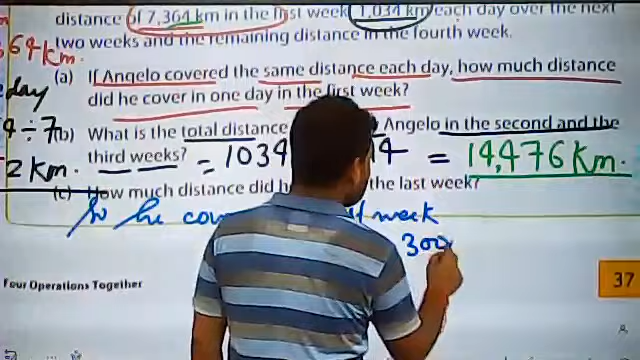 distance of 7,364 km in the first week, 1,034 km each day over the next
two weeks and the remaining distance in the fourth week.
64 km.
(a) If Angelo covered the same distance each day, how much distance
day did he cover in one day in the first week?
4 ÷ 7
(b) What is the total distance Angelo in the second and the
third weeks? = 1034 14 = 14,476 Km.
2 km.
(c) How much distance did the last week?
So he week
300
Four Operations Together
37